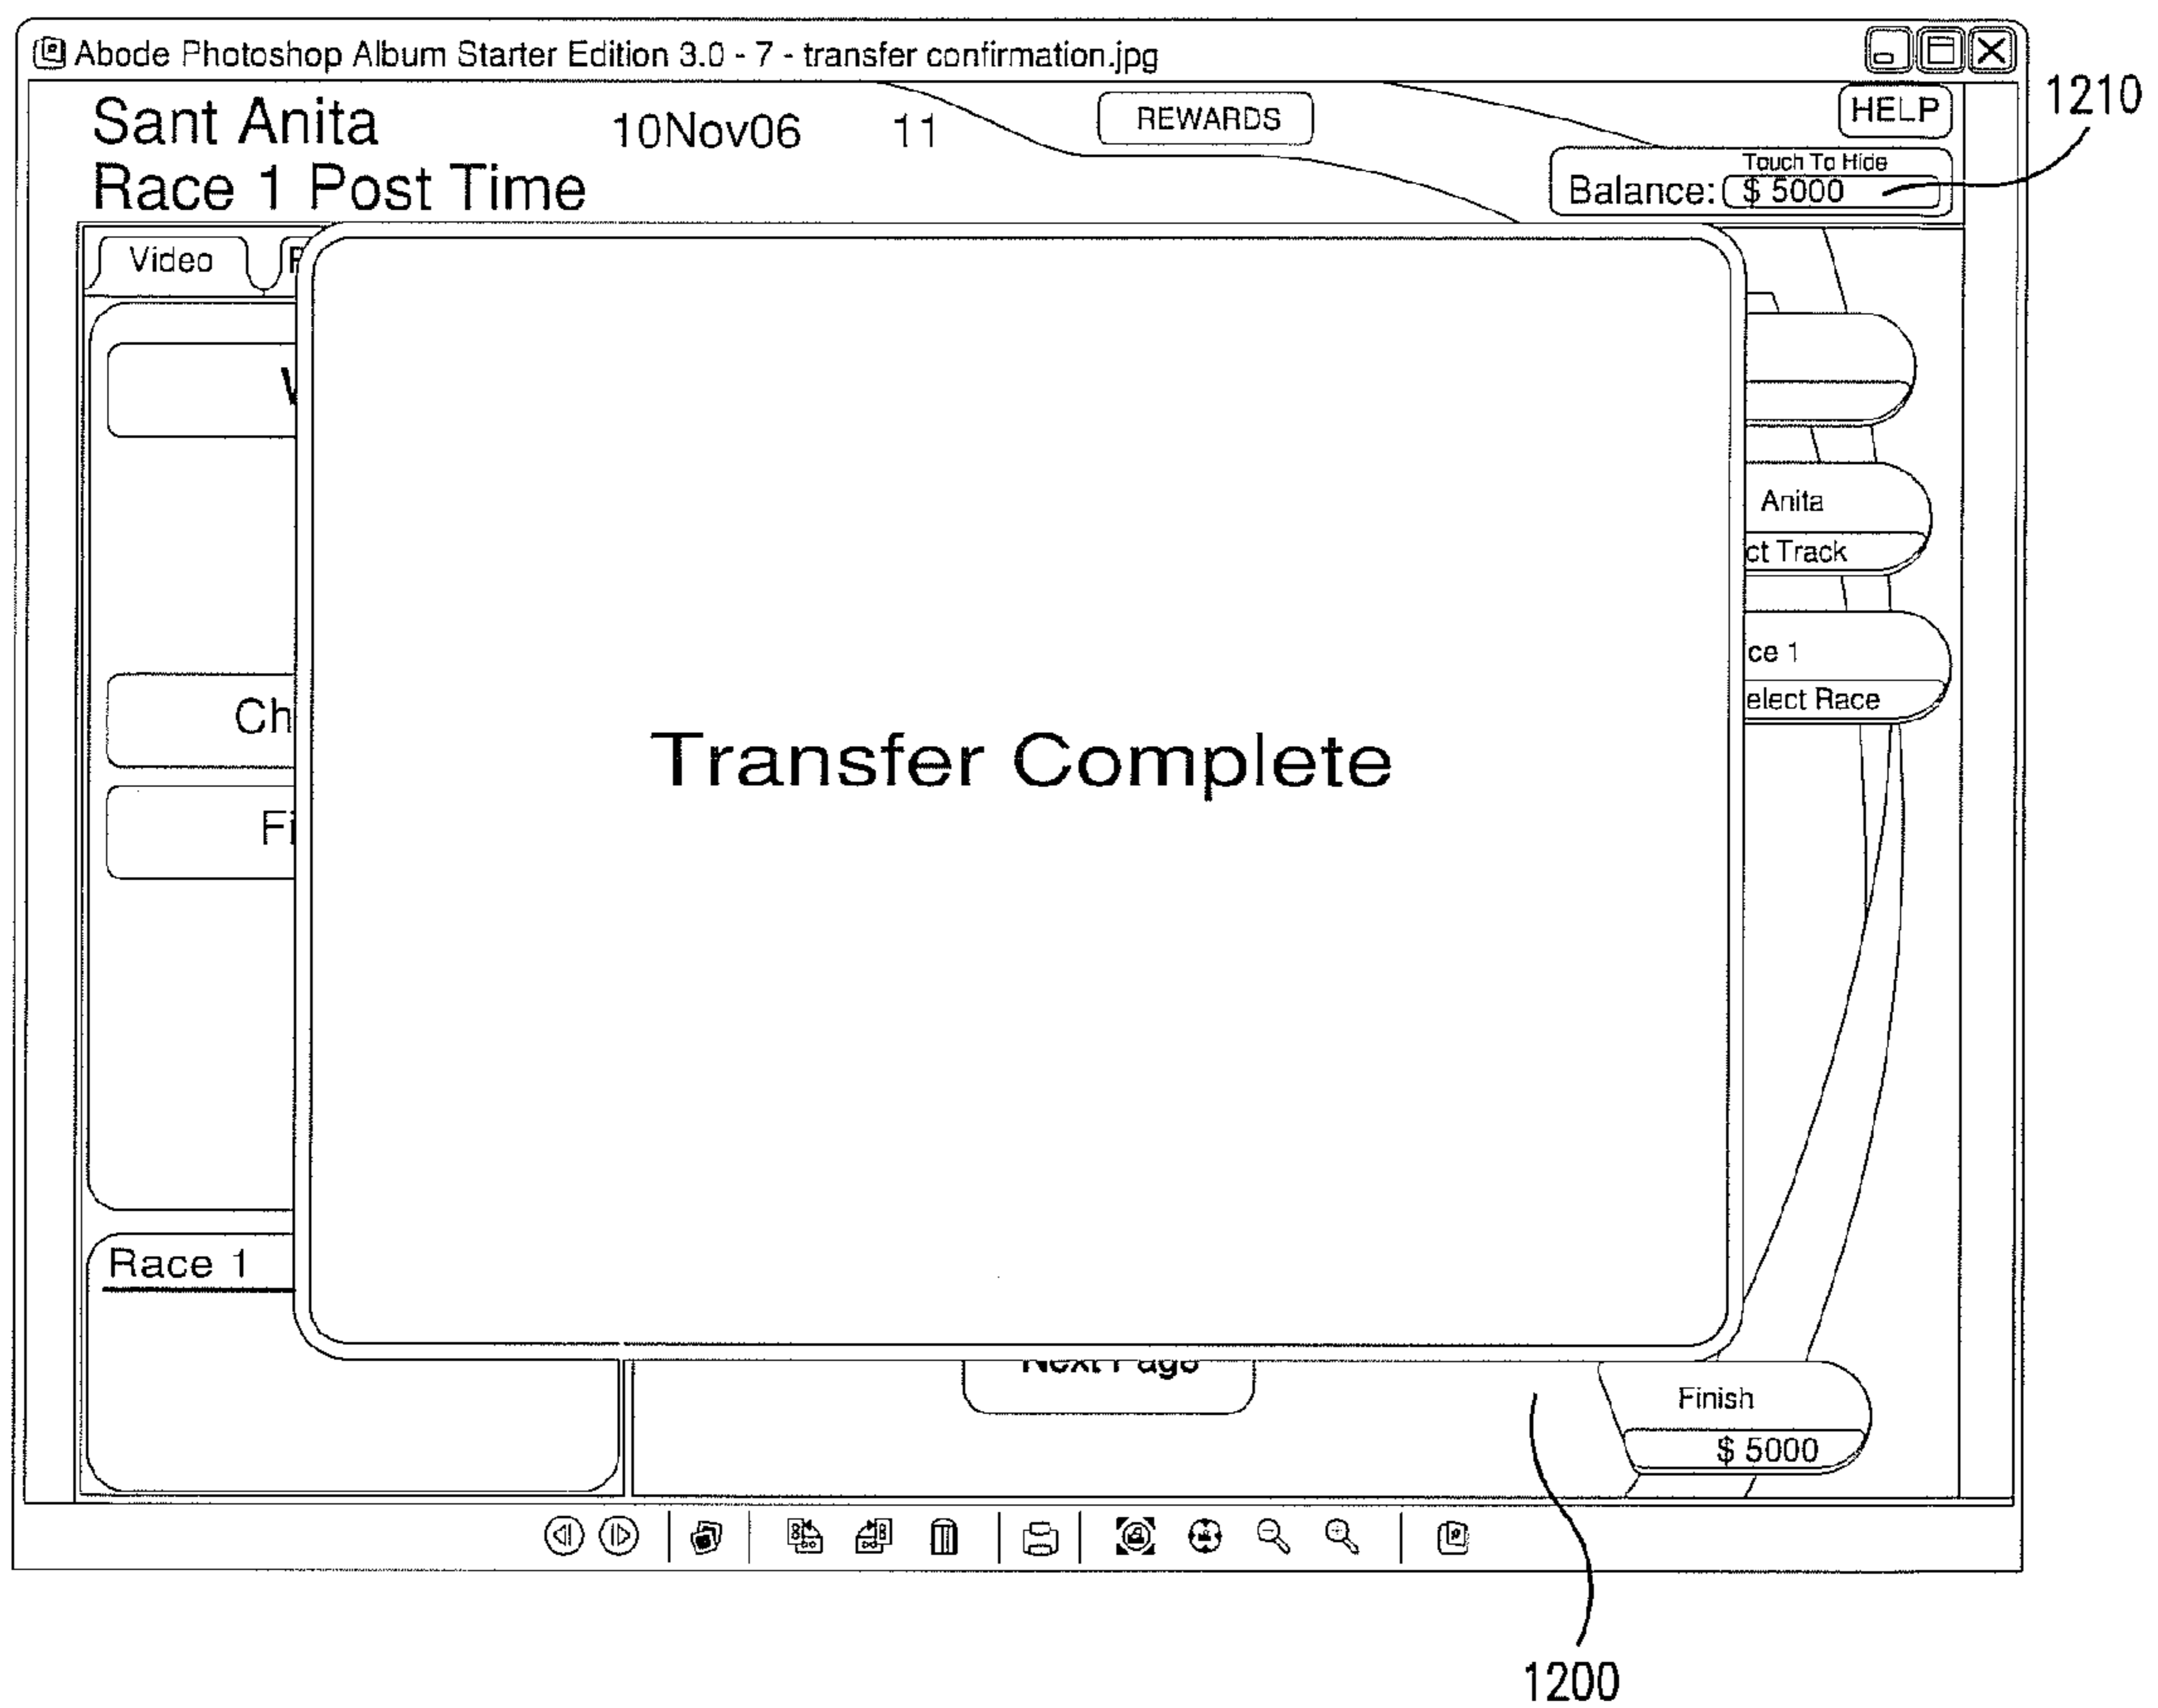 Abode Photoshop Album Starter Edition 3.0 - 7 - transfer confirmation.jpg
1210
Sant Anita
10Nov06
11
REWARDS
HELP
Race 1 Post Time
Touch To Hide
Balance: $ 5000
Video
Anita
ct Track
ce 1
elect Race
Ch
Transfer Complete
Fi
Race 1
Next Page
Finish
$ 5000
1200